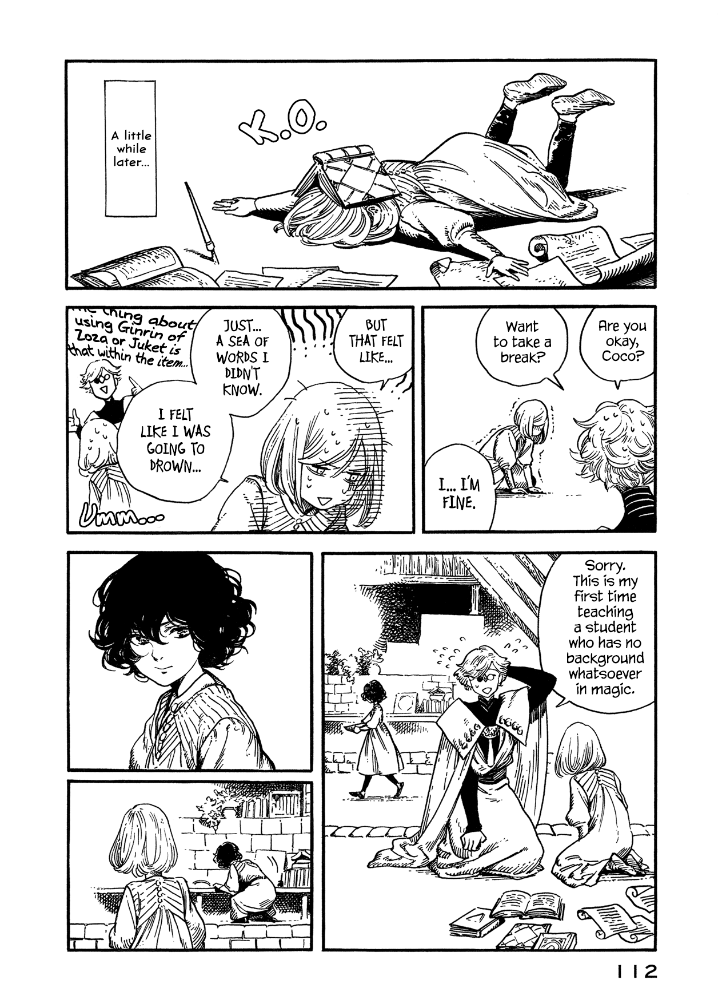 A little
while
later...
K.O.
Are you
okay,
Coco?
Want
to take a
break?
I... I'M
FINE.
BUT
THAT FELT
LIKE...
JUST...
A SEA OF
WORDS I
DIDN'T
KNOW.
I FELT
LIKE I WAS
GOING TO
DROWN...
thing about
using Ginrin of
Zoza or Juket is
that within the item...
Umm...
Sorry.
This is my
first time
teaching
a student
who has no
background
whatsoever
in magic.
112